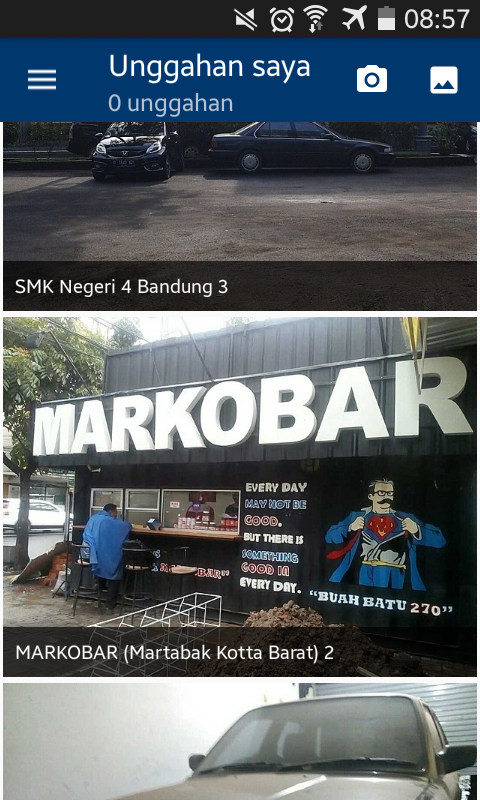 08:57
Unggahan saya
0 unggahan
SMK Negeri 4 Bandung 3
MARKOBAR
EVERY DAY
MAY NOT BE
GOOD.
BUT THERE IS
SOMETHING
GOOD IN
EVERY DAY.
"BUAH BATU 270"
MARKOBAR (Martabak Kotta Barat) 2